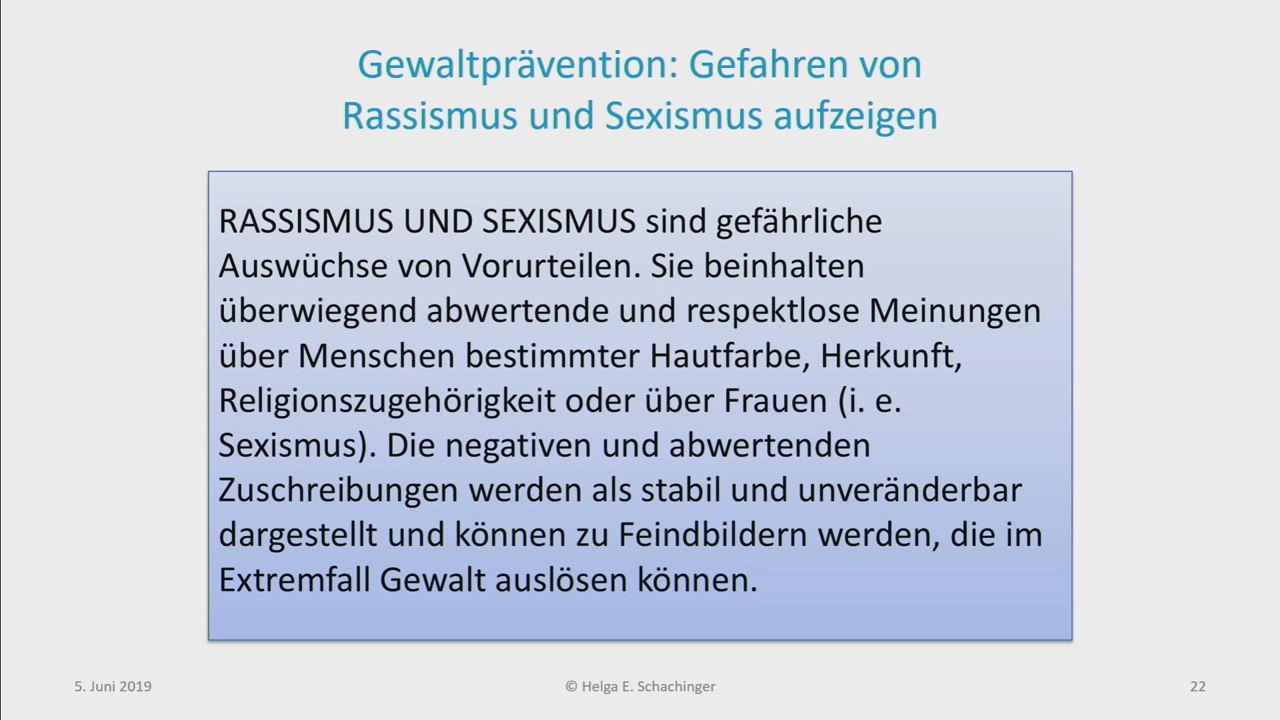 Gewaltprävention: Gefahren von
Rassismus und Sexismus aufzeigen
RASSISMUS UND SEXISMUS sind gefährliche
Auswüchse von Vorurteilen. Sie beinhalten
überwiegend abwertende und respektlose Meinungen
über Menschen bestimmter Hautfarbe, Herkunft,
Religionszugehörigkeit oder über Frauen (i. e.
Sexismus). Die negativen und abwertenden
Zuschreibungen werden als stabil und unveränderbar
dargestellt und können zu Feindbildern werden, die im
Extremfall Gewalt auslösen können.
5. Juni 2019
© Helga E. Schachinger
22